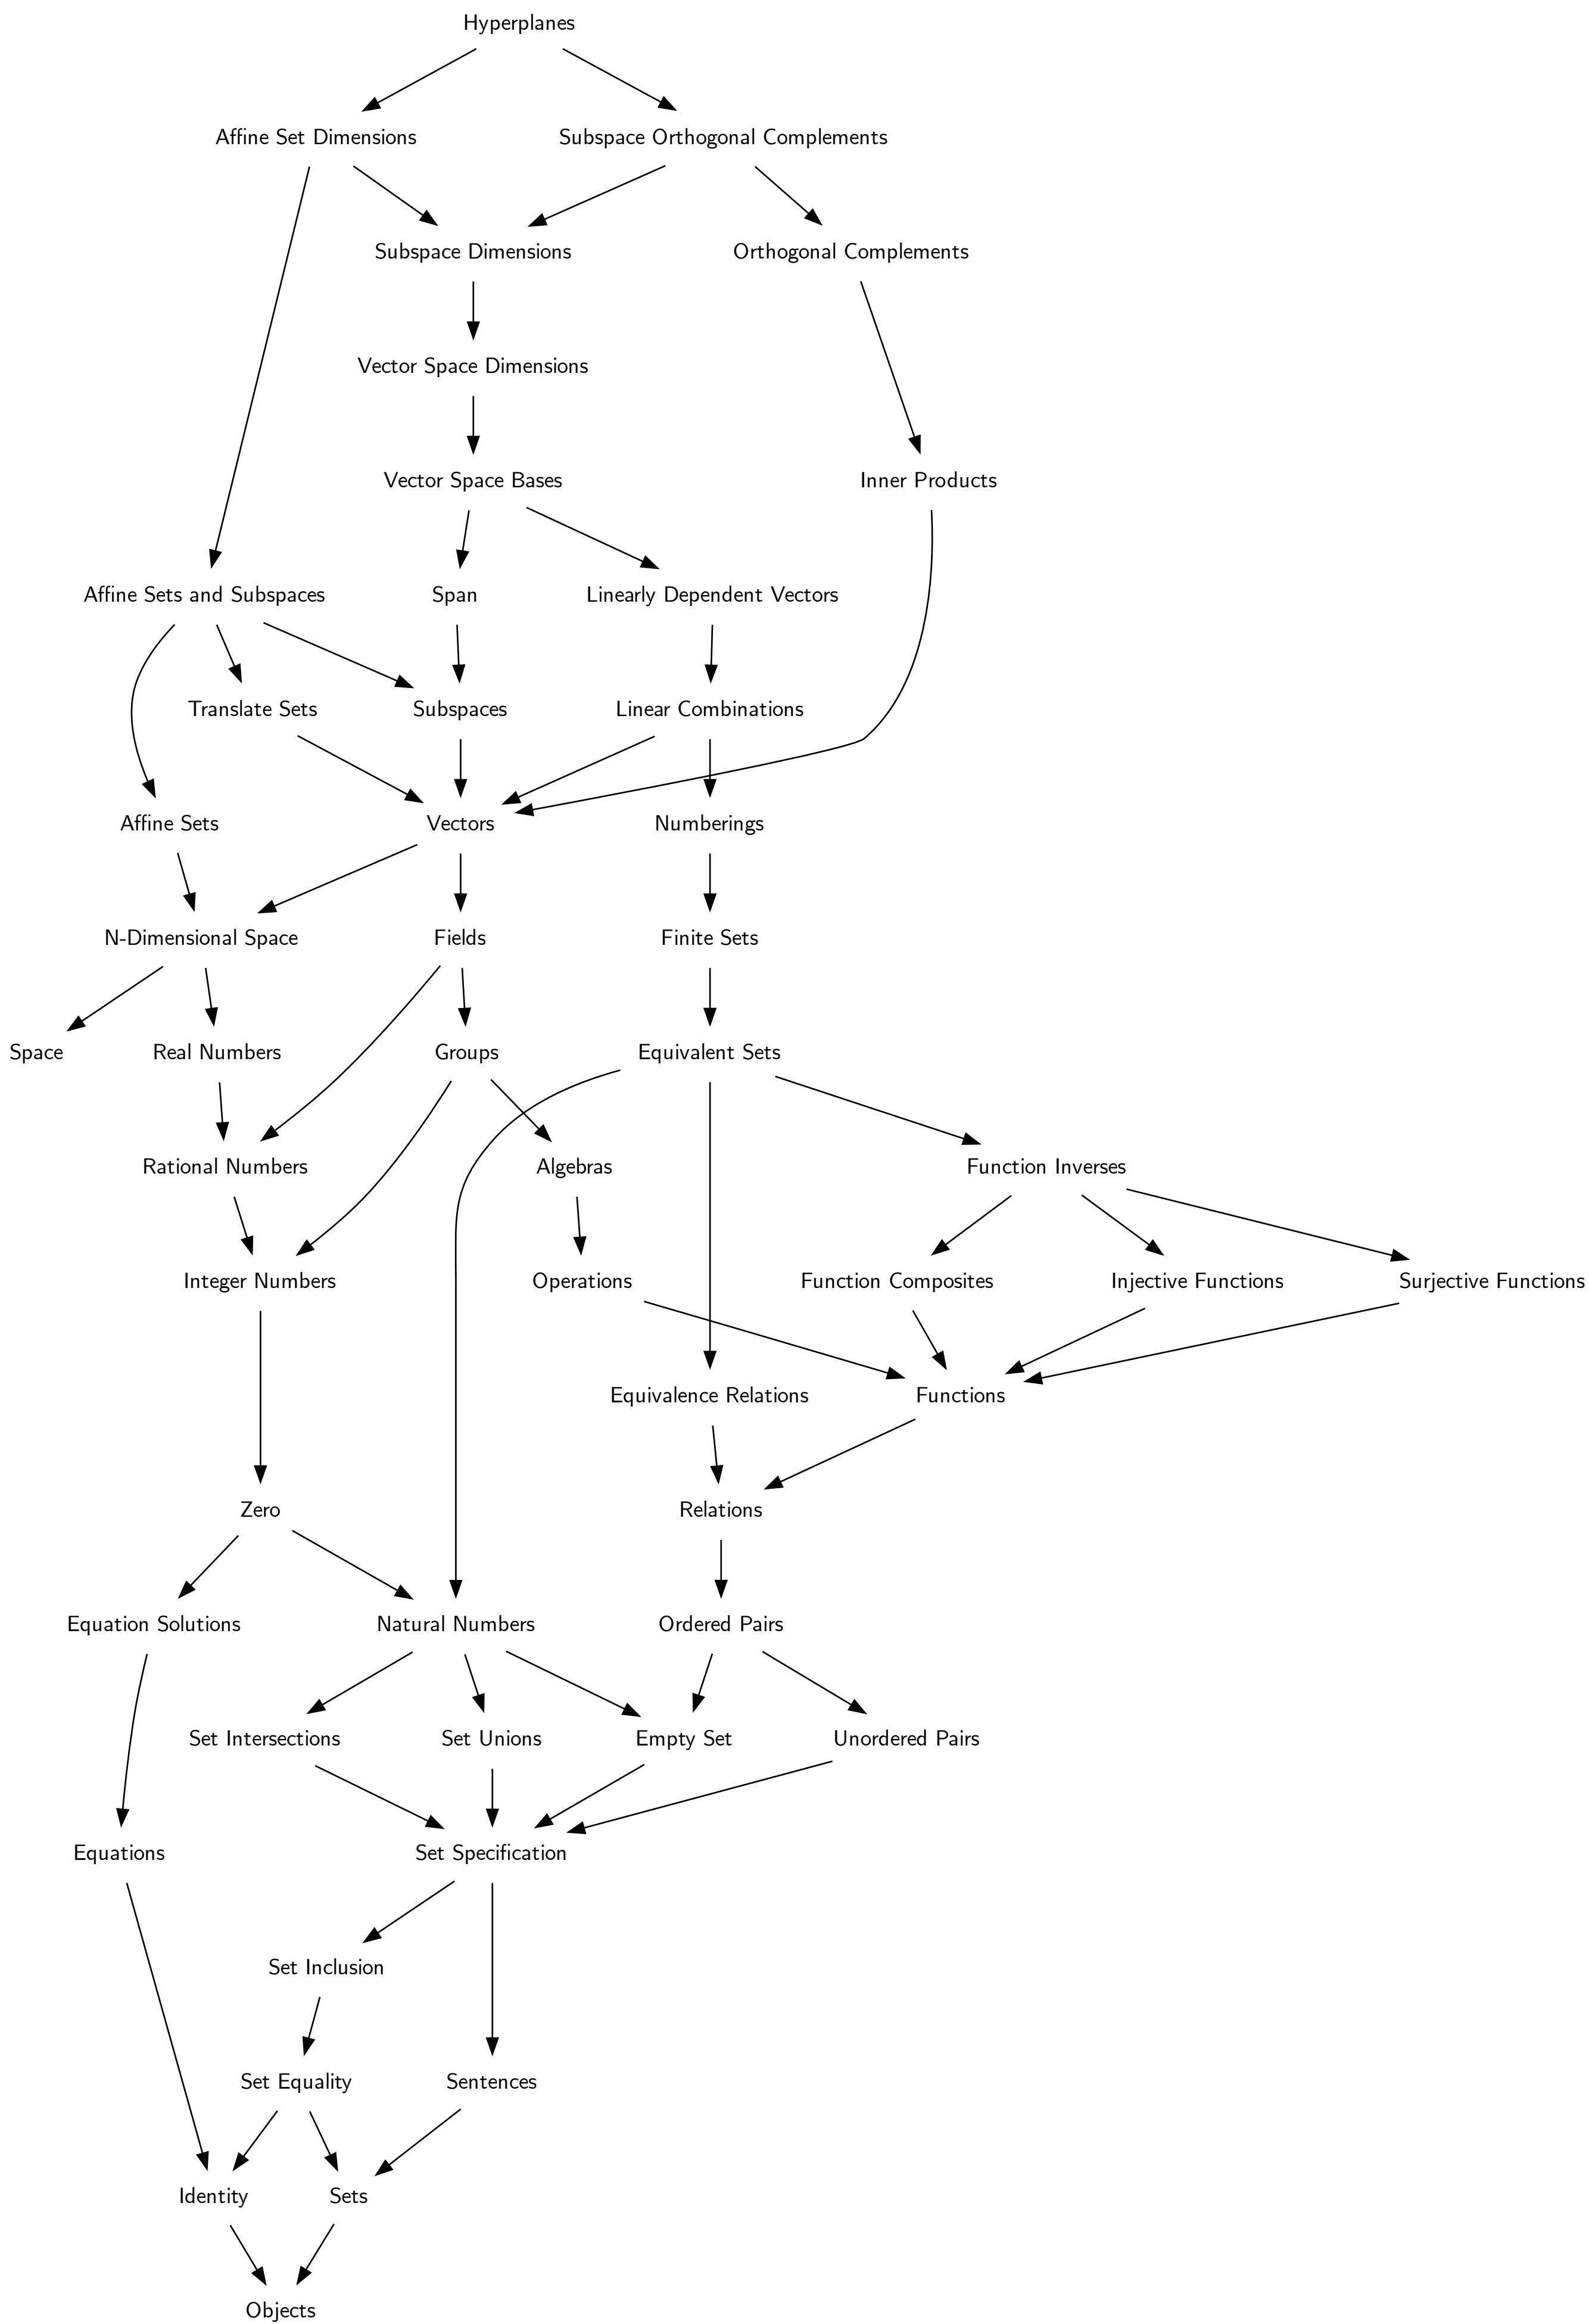 Hyperplanes
Affine Set Dimensions
Subspace Orthogonal Complements
Subspace Dimensions
Orthogonal Complements
Vector Space Dimensions
Vector Space Bases
Inner Products
Affine Sets and Subspaces
Span
Linearly Dependent Vectors
Translate Sets
Subspaces
Linear Combinations
Affine Sets
Vectors
Numberings
N-Dimensional Space
Fields
Finite Sets
Space
Real Numbers
Groups
Equivalent Sets
Rational Numbers
Algebras
Function Inverses
Integer Numbers
Operations
Function Composites
Injective Functions
Surjective Functions
Equivalence Relations
Functions
Zero
Relations
Equation Solutions
Natural Numbers
Ordered Pairs
Set Intersections
Set Unions
Empty Set
Unordered Pairs
Equations
Set Specification
Set Inclusion
Set Equality
Sentences
Identity
Sets
Objects